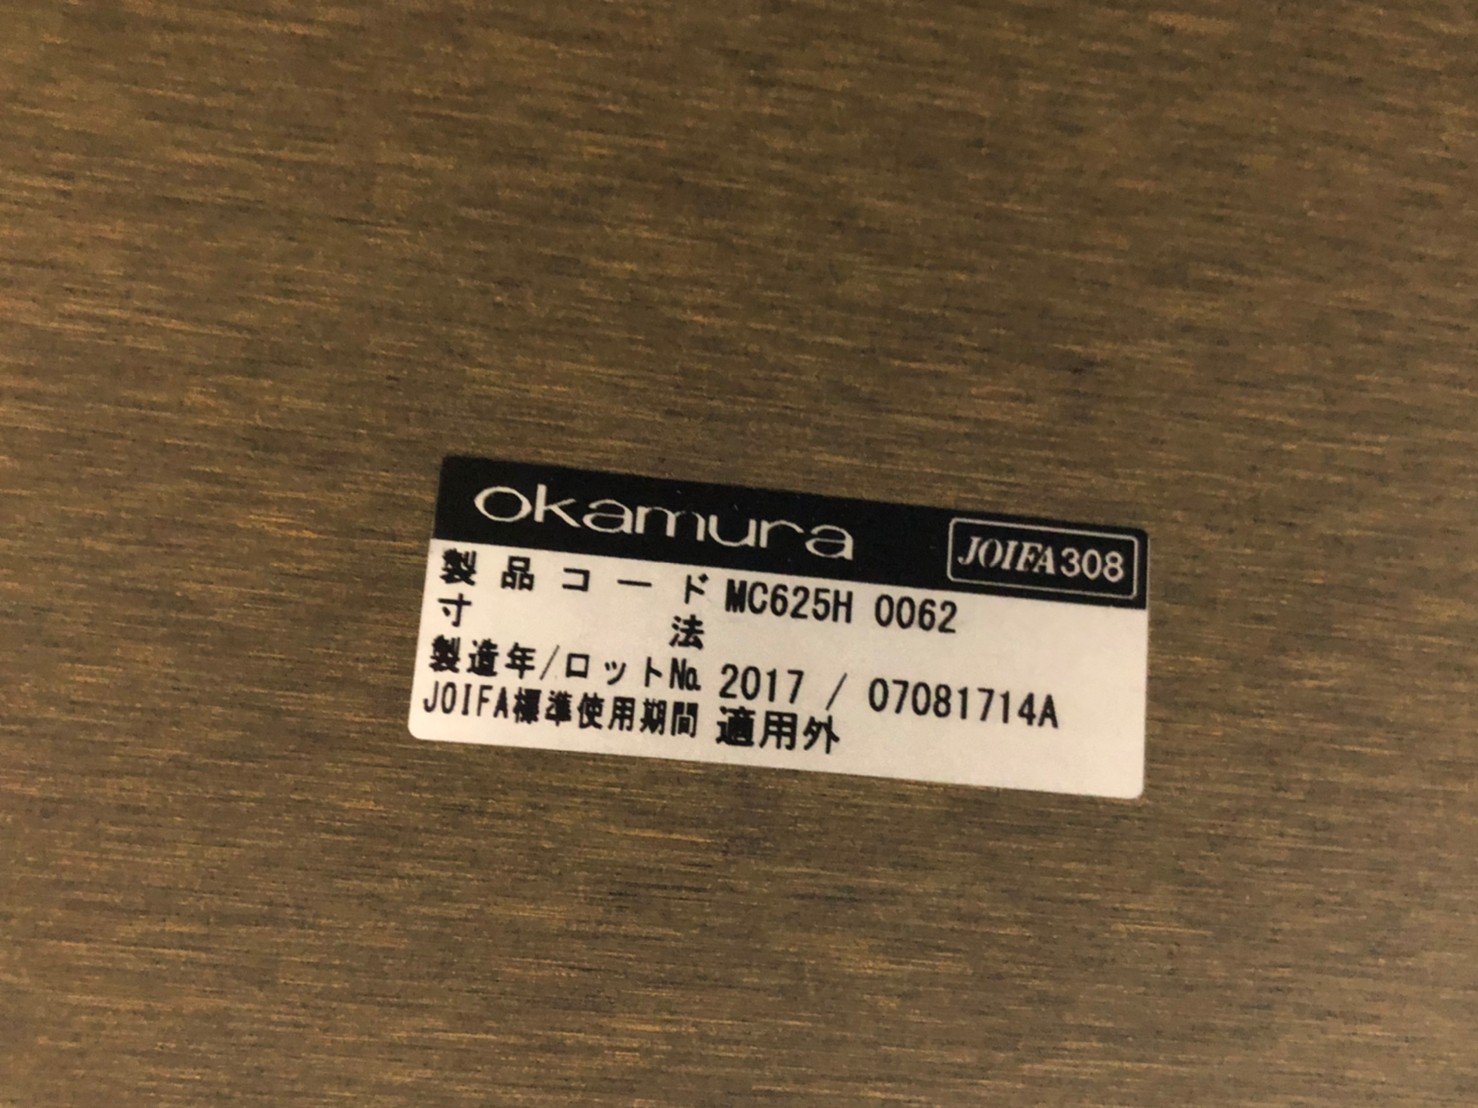 okamura JOIFA308
製品コード MC625H 0062
寸法
製造年/ロット№ 2017 / 07081714A
JOIFA標準使用期間 適用外